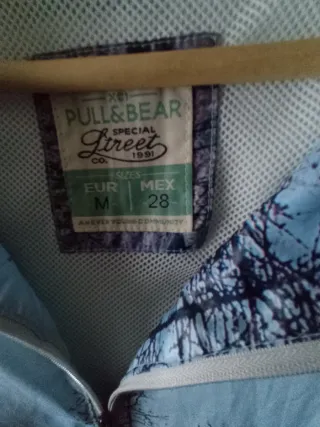 PULL&BEAR
SPECIAL
Street
CO. 1991
SIZES
EUR MEX
M 28